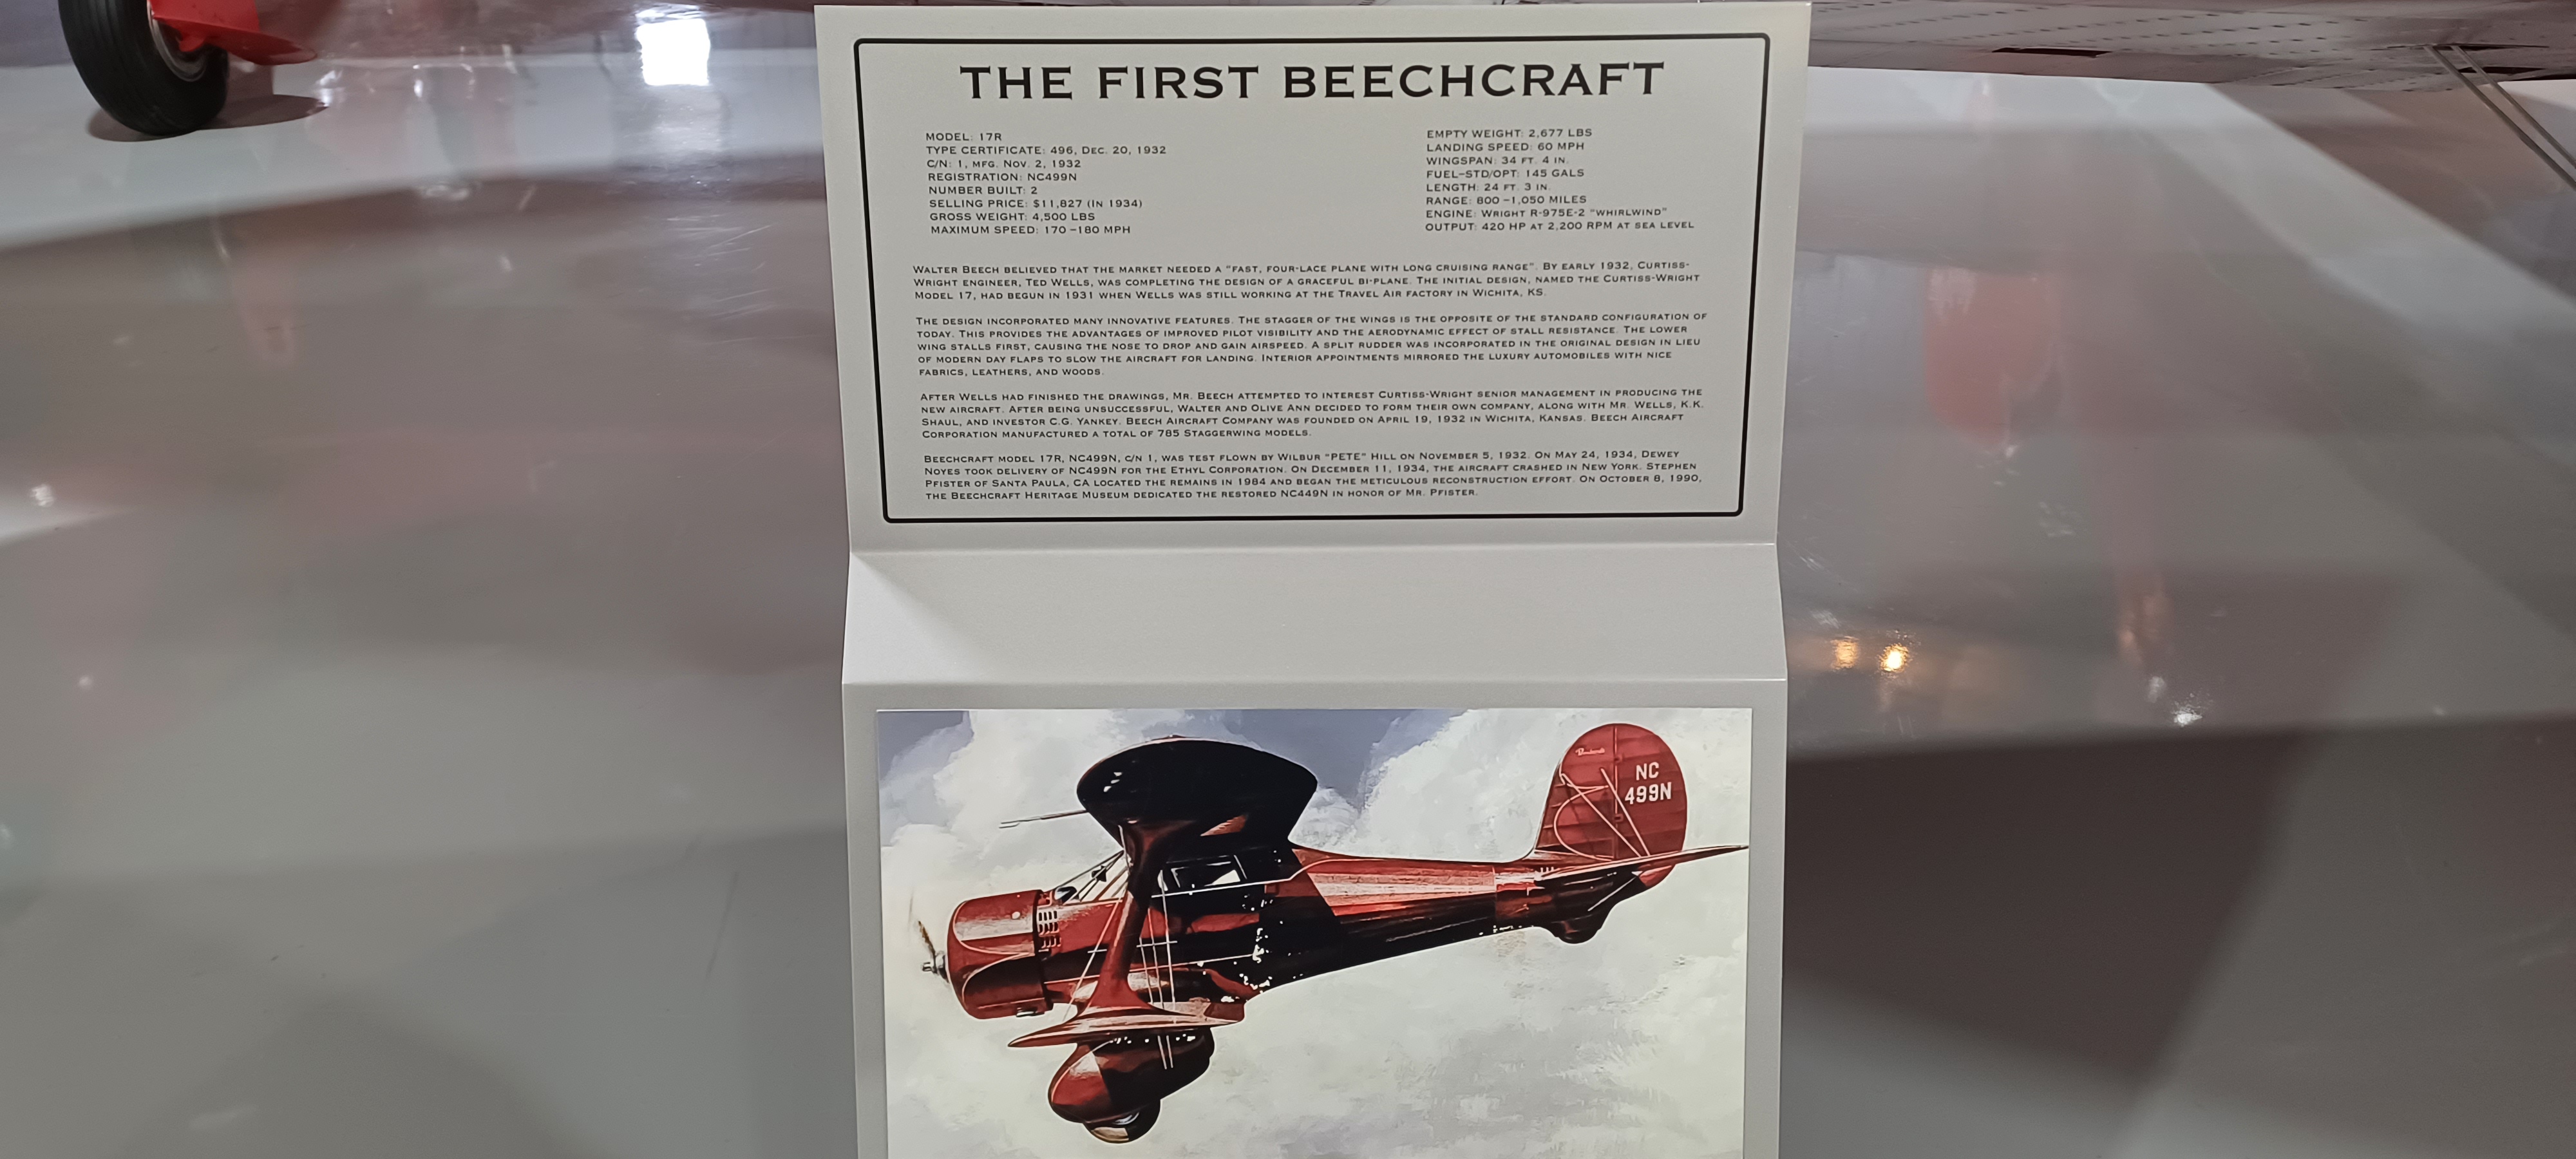 THE FIRST BEECHCRAFT
MODEL: 17R
TYPE CERTIFICATE: 496, DEC. 20, 1932
C/N: 1, MFG. NOV. 2, 1932
REGISTRATION: NC499N
NUMBER BUILT: 2
SELLING PRICE: $11,827 (IN 1934)
GROSS WEIGHT: 4,500 LBS
MAXIMUM SPEED: 170 –180 MPH
EMPTY WEIGHT: 2,677 LBS
LANDING SPEED: 60 MPH
WINGSPAN: 34 FT. 4 IN.
FUEL–STD/OPT: 145 GALS
LENGTH: 24 FT. 3 IN.
RANGE: 800 –1,050 MILES
ENGINE: WRIGHT R-975E-2 "WHIRLWIND"
OUTPUT: 420 HP AT 2,200 RPM AT SEA LEVEL
WALTER BEECH BELIEVED THAT THE MARKET NEEDED A "FAST, FOUR-LACE PLANE WITH LONG CRUISING RANGE". BY EARLY 1932, CURTISS-
WRIGHT ENGINEER, TED WELLS, WAS COMPLETING THE DESIGN OF A GRACEFUL BI-PLANE. THE INITIAL DESIGN, NAMED THE CURTISS-WRIGHT
MODEL 17, HAD BEGUN IN 1931 WHEN WELLS WAS STILL WORKING AT THE TRAVEL AIR FACTORY IN WICHITA, KS.
THE DESIGN INCORPORATED MANY INNOVATIVE FEATURES. THE STAGGER OF THE WINGS IS THE OPPOSITE OF THE STANDARD CONFIGURATION OF
TODAY. THIS PROVIDES THE ADVANTAGES OF IMPROVED PILOT VISIBILITY AND THE AERODYNAMIC EFFECT OF STALL RESISTANCE. THE LOWER
WING STALLS FIRST, CAUSING THE NOSE TO DROP AND GAIN AIRSPEED. A SPLIT RUDDER WAS INCORPORATED IN THE ORIGINAL DESIGN IN LIEU
OF MODERN DAY FLAPS TO SLOW THE AIRCRAFT FOR LANDING. INTERIOR APPOINTMENTS MIRRORED THE LUXURY AUTOMOBILES WITH NICE
FABRICS, LEATHERS, AND WOODS.
AFTER WELLS HAD FINISHED THE DRAWINGS, MR. BEECH ATTEMPTED TO INTEREST CURTISS-WRIGHT SENIOR MANAGEMENT IN PRODUCING THE
NEW AIRCRAFT. AFTER BEING UNSUCCESSFUL, WALTER AND OLIVE ANN DECIDED TO FORM THEIR OWN COMPANY, ALONG WITH MR. WELLS, K.K.
SHAUL, AND INVESTOR C.G. YANKEY. BEECH AIRCRAFT COMPANY WAS FOUNDED ON APRIL 19, 1932 IN WICHITA, KANSAS. BEECH AIRCRAFT
CORPORATION MANUFACTURED A TOTAL OF 785 STAGGERWING MODELS.
BEECHCRAFT MODEL 17R, NC499N, C/N 1, WAS TEST FLOWN BY WILBUR "PETE" HILL ON NOVEMBER 5, 1932. ON MAY 24, 1934, DEWEY
NOYES TOOK DELIVERY OF NC499N FOR THE ETHYL CORPORATION. ON DECEMBER 11, 1934, THE AIRCRAFT CRASHED IN NEW YORK. STEPHEN
PFISTER OF SANTA PAULA, CA LOCATED THE REMAINS IN 1984 AND BEGAN THE METICULOUS RECONSTRUCTION EFFORT. ON OCTOBER 8, 1990,
THE BEECHCRAFT HERITAGE MUSEUM DEDICATED THE RESTORED NC449N IN HONOR OF MR. PFISTER.
Beechcraft
NC
499N